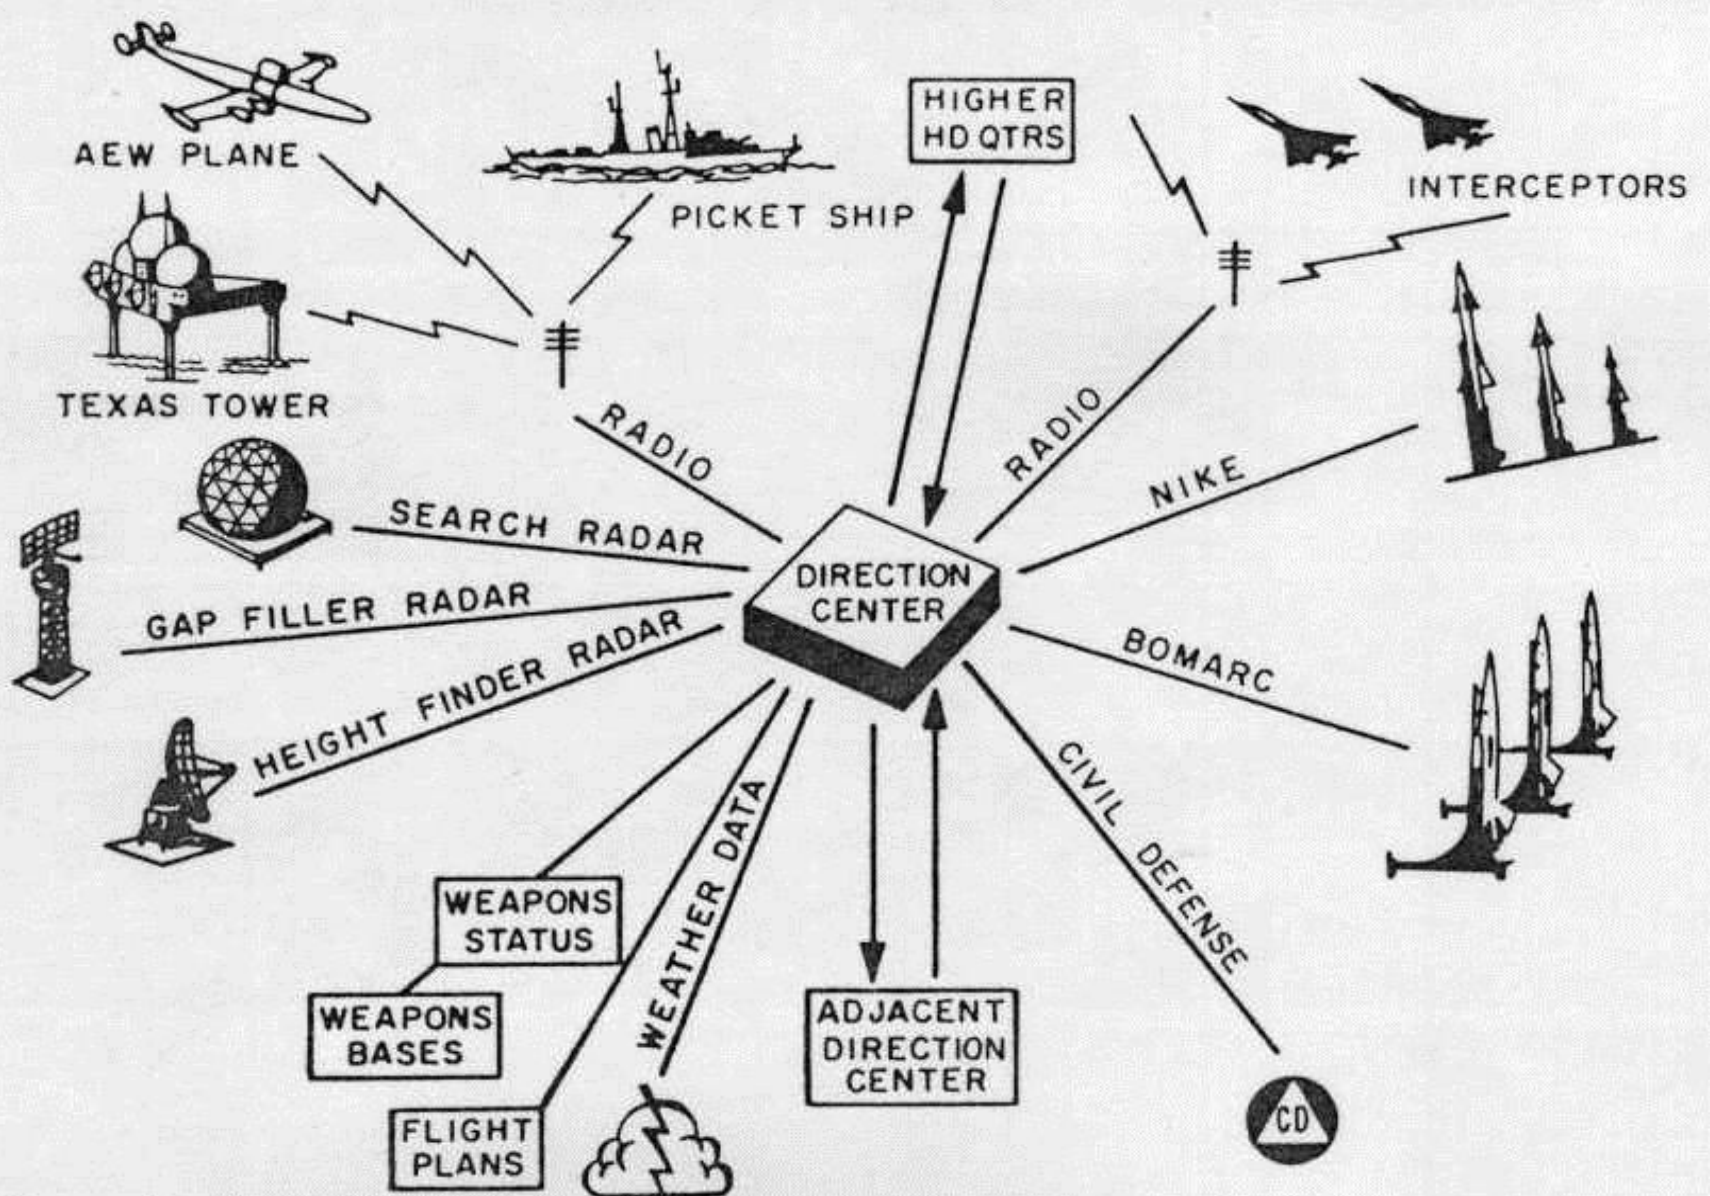 HIGHER
HD QTRS
AEW PLANE
INTERCEPTORS
PICKET SHIP
TEXAS TOWER
RADIO
RADIO
NIKE
SEARCH RADAR
DIRECTION
CENTER
GAP FILLER RADAR
HEIGHT FINDER RADAR
BOMARC
CIVIL DEFENSE
WEATHER DATA
WEAPONS
STATUS
WEAPONS
BASES
ADJACENT
DIRECTION
CENTER
FLIGHT
PLANS
CD